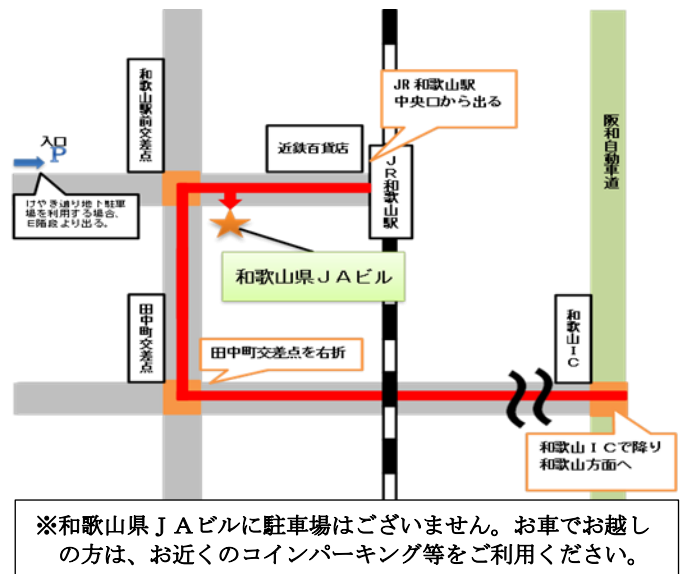 和歌山駅前交差点
JR和歌山駅
中央口から出る
阪和自動車道
入口
P
近鉄百貨店
JR和歌山駅
けやき通り地下駐車
場を利用する場合、
E階段より出る。
和歌山県JAビル
田中町交差点
和歌山IC
田中町交差点を右折
和歌山ICで降り
和歌山方面へ
※和歌山県JAビルに駐車場はございません。お車でお越し
の方は、お近くのコインパーキング等をご利用ください。